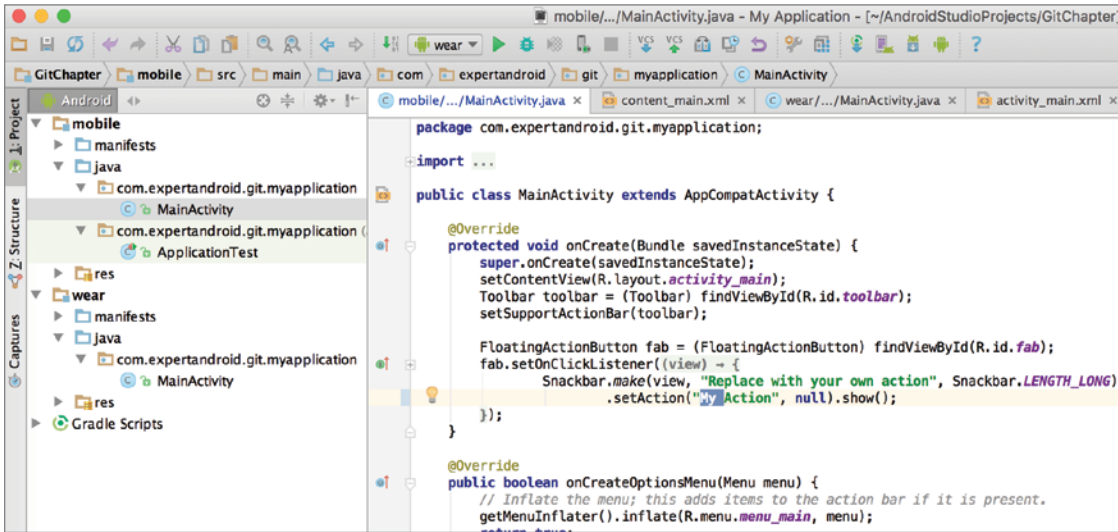 mobile/.../MainActivity.java - My Application - [~/AndroidStudioProjects/GitChapter]
wear
VCS VCS
?
GitChapter mobile src main java com expertandroid git myapplication MainActivity
Android
mobile/.../MainActivity.java × content_main.xml × wear/.../MainActivity.java × activity_main.xml ×
1: Project
Z: Structure
Captures
mobile
manifests
java
com.expertandroid.git.myapplication
MainActivity
com.expertandroid.git.myapplication (
ApplicationTest
res
wear
manifests
java
com.expertandroid.git.myapplication
MainActivity
res
Gradle Scripts
package com.expertandroid.git.myapplication;
import ...
public class MainActivity extends AppCompatActivity {
@Override
protected void onCreate(Bundle savedInstanceState) {
super.onCreate(savedInstanceState);
setContentView(R.layout.activity_main);
Toolbar toolbar = (Toolbar) findViewById(R.id.toolbar);
setSupportActionBar(toolbar);
FloatingActionButton fab = (FloatingActionButton) findViewById(R.id.fab);
fab.setOnClickListener((view) → {
Snackbar.make(view, "Replace with your own action", Snackbar.LENGTH_LONG)
.setAction("My Action", null).show();
});
}
@Override
public boolean onCreateOptionsMenu(Menu menu) {
// Inflate the menu; this adds items to the action bar if it is present.
getMenuInflater().inflate(R.menu.menu_main, menu);
return true;